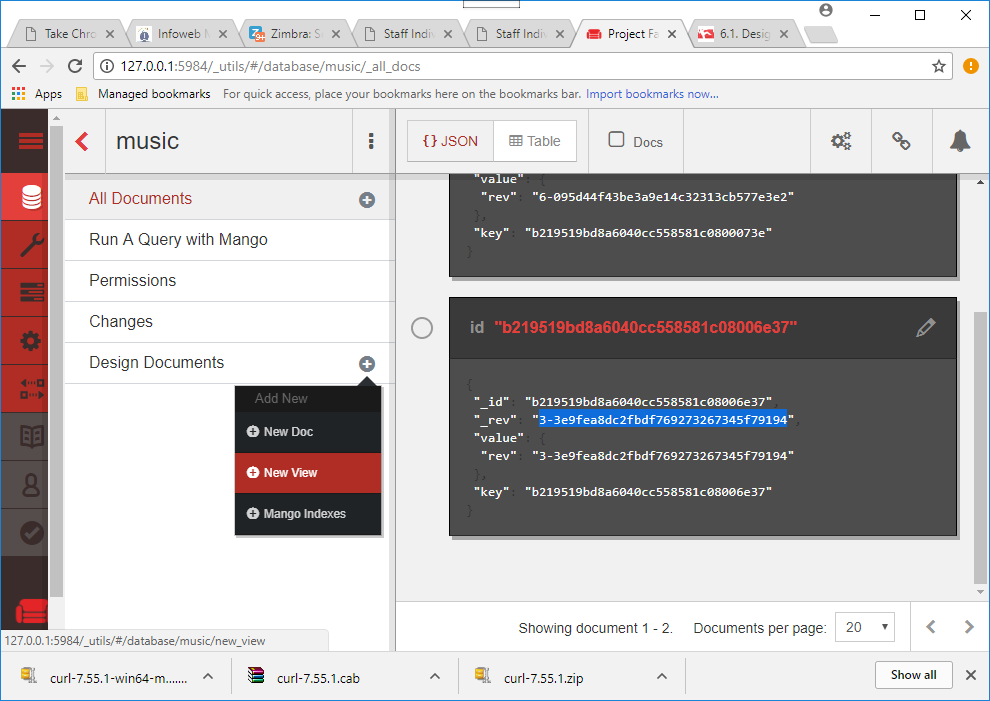 Take Chro
Infoweb M
Zimbra: S
Staff Indiv
Staff Indiv
Project Fa
6.1. Desig
127.0.0.1:5984/_utils/#/database/music/_all_docs
Apps
Managed bookmarks
For quick access, place your bookmarks here on the bookmarks bar.
Import bookmarks now...
music
{} JSON
Table
Docs
All Documents
Run A Query with Mango
Permissions
Changes
Design Documents
Add New
New Doc
New View
Mango Indexes
"value": {
"rev": "6-095d44f43be3a9e14c32313cb577e3e2"
},
"key": "b219519bd8a6040cc558581c0800073e"
}
id "b219519bd8a6040cc558581c08006e37"
{
"_id": "b219519bd8a6040cc558581c08006e37",
"_rev": "3-3e9fea8dc2fbdf769273267345f79194",
"value": {
"rev": "3-3e9fea8dc2fbdf769273267345f79194"
},
"key": "b219519bd8a6040cc558581c08006e37"
}
Showing document 1 - 2.
Documents per page:
20
127.0.0.1:5984/_utils/#/database/music/new_view
curl-7.55.1-win64-m.......
curl-7.55.1.cab
curl-7.55.1.zip
Show all